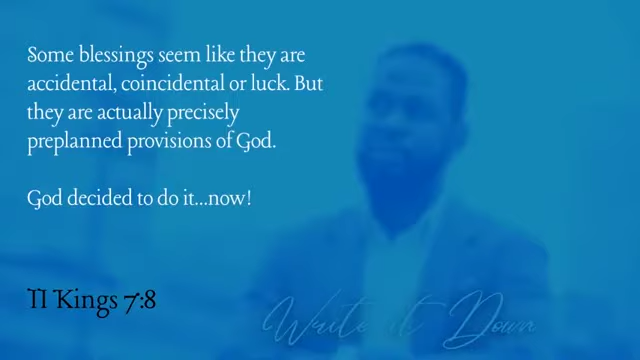 Some blessings seem like they are
accidental, coincidental or luck. But
they are actually precisely
preplanned provisions of God.
God decided to do it...now!
II Kings 7:8
Write it Down